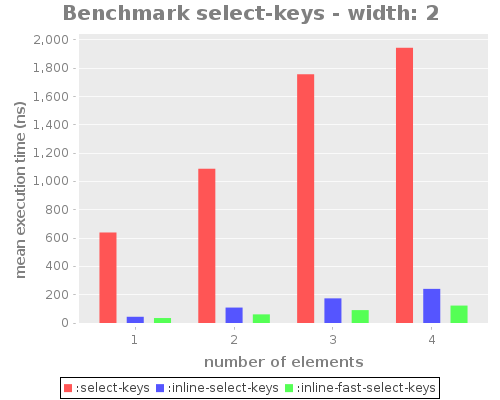 Benchmark select-keys - width: 2
mean execution time (ns)
2,000
1,800
1,600
1,400
1,200
1,000
800
600
400
200
0
1 2 3 4
number of elements
:select-keys :inline-select-keys :inline-fast-select-keys